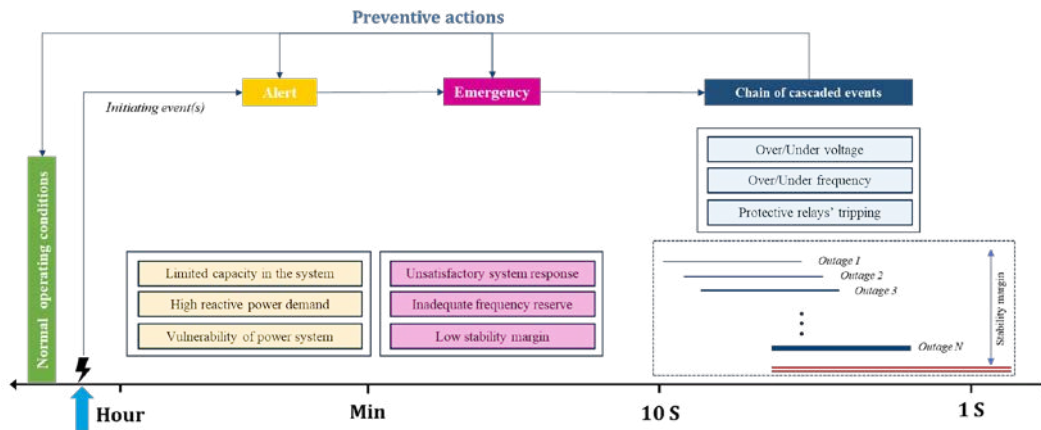 Preventive actions
Initiating event(s)
Alert
Emergency
Chain of cascaded events
Normal operating conditions
Over/Under voltage
Over/Under frequency
Protective relays' tripping
Limited capacity in the system
High reactive power demand
Vulnerability of power system
Unsatisfactory system response
Inadequate frequency reserve
Low stability margin
Outage 1
Outage 2
Outage 3
Outage N
Stability margin
Hour
Min
10 S
1 S